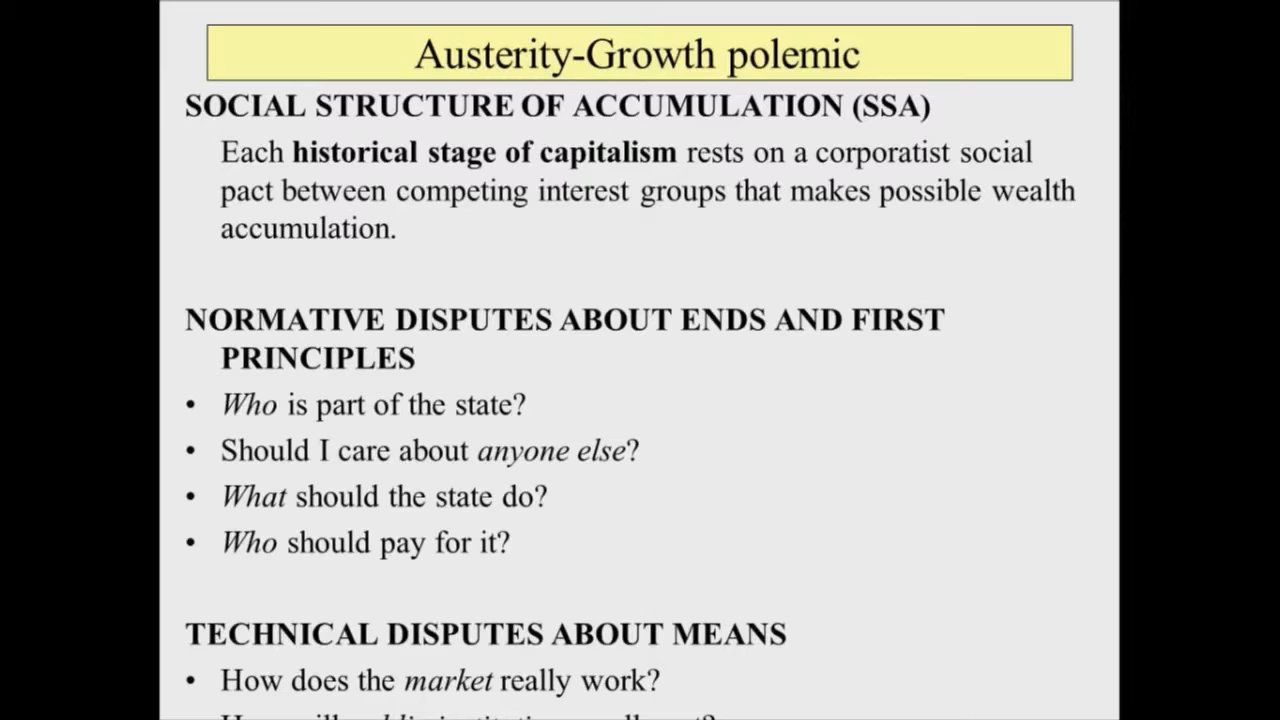 Austerity-Growth polemic
SOCIAL STRUCTURE OF ACCUMULATION (SSA)
Each historical stage of capitalism rests on a corporatist social
pact between competing interest groups that makes possible wealth
accumulation.
NORMATIVE DISPUTES ABOUT ENDS AND FIRST
PRINCIPLES
• Who is part of the state?
• Should I care about anyone else?
• What should the state do?
• Who should pay for it?
TECHNICAL DISPUTES ABOUT MEANS
• How does the market really work?